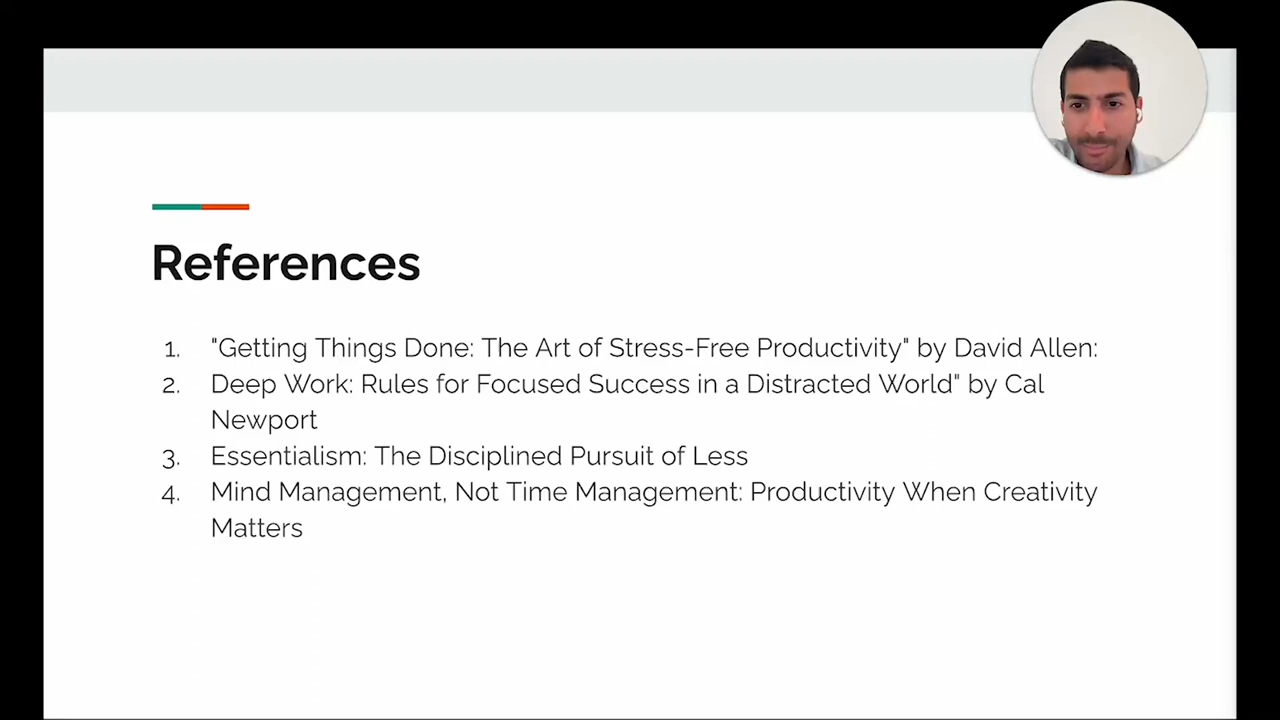 References
1. "Getting Things Done: The Art of Stress-Free Productivity" by David Allen:
2. Deep Work: Rules for Focused Success in a Distracted World" by Cal
Newport
3. Essentialism: The Disciplined Pursuit of Less
4. Mind Management, Not Time Management: Productivity When Creativity
Matters